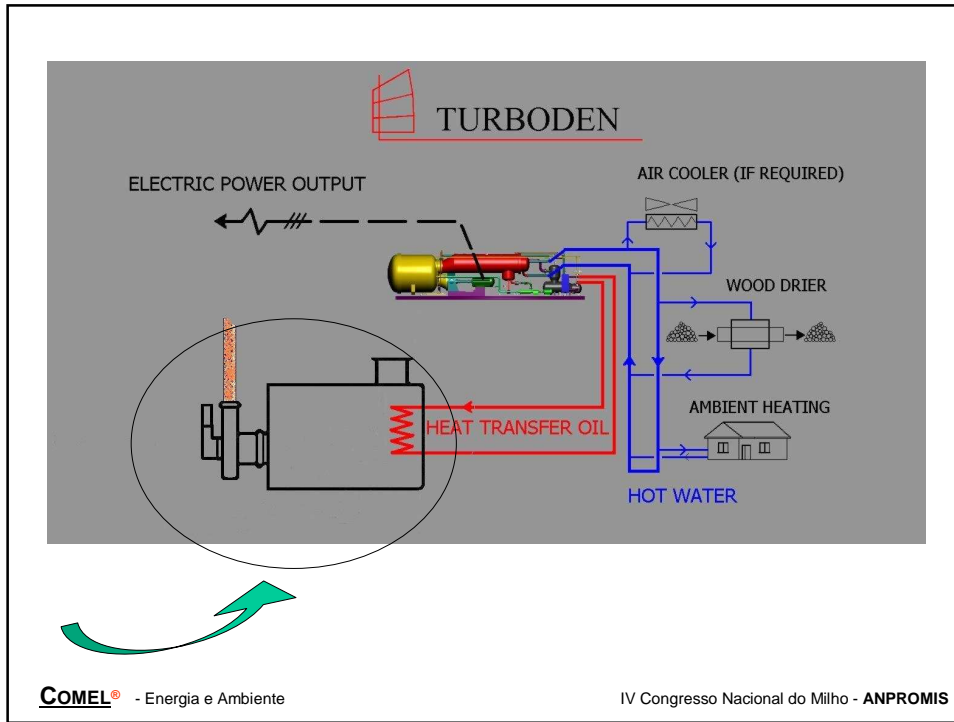 TURBODEN
ELECTRIC POWER OUTPUT
AIR COOLER (IF REQUIRED)
WOOD DRIER
AMBIENT HEATING
HEAT TRANSFER OIL
HOT WATER
COMEL® - Energia e Ambiente
IV Congresso Nacional do Milho - ANPROMIS